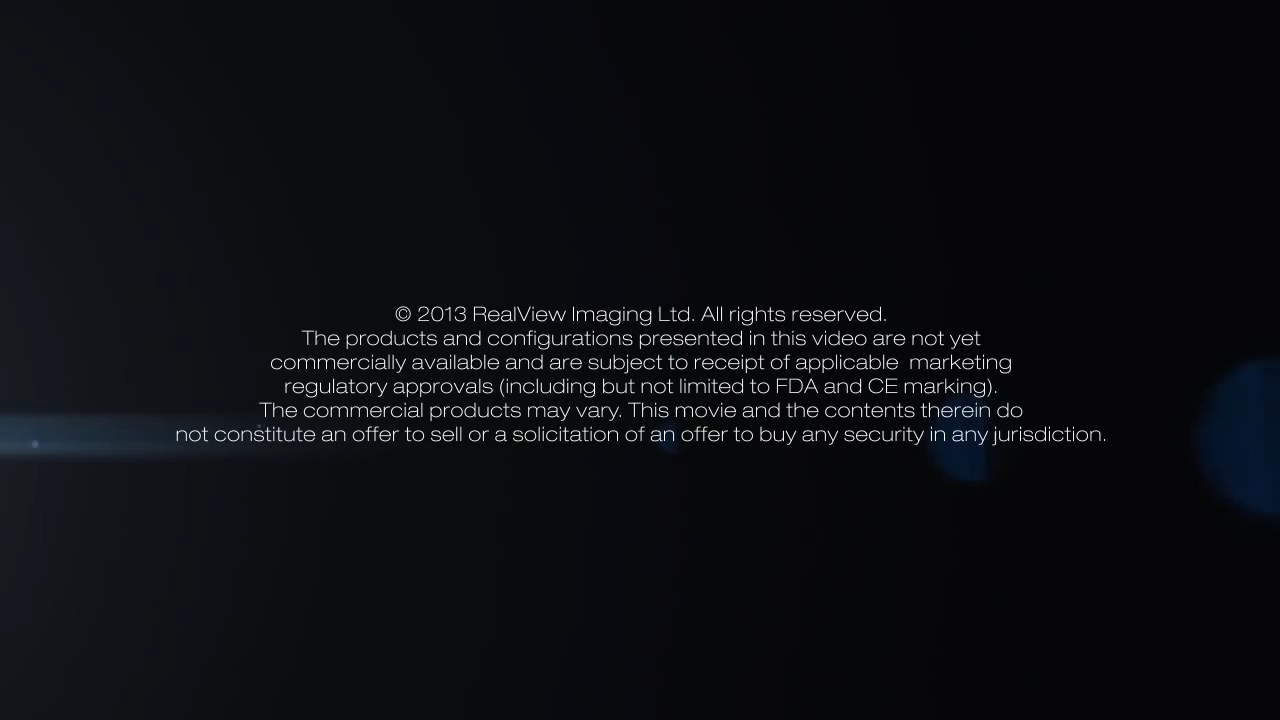 © 2013 RealView Imaging Ltd. All rights reserved.
The products and configurations presented in this video are not yet
commercially available and are subject to receipt of applicable  marketing
regulatory approvals (including but not limited to FDA and CE marking).
The commercial products may vary. This movie and the contents therein do
not constitute an offer to sell or a solicitation of an offer to buy any security in any jurisdiction.